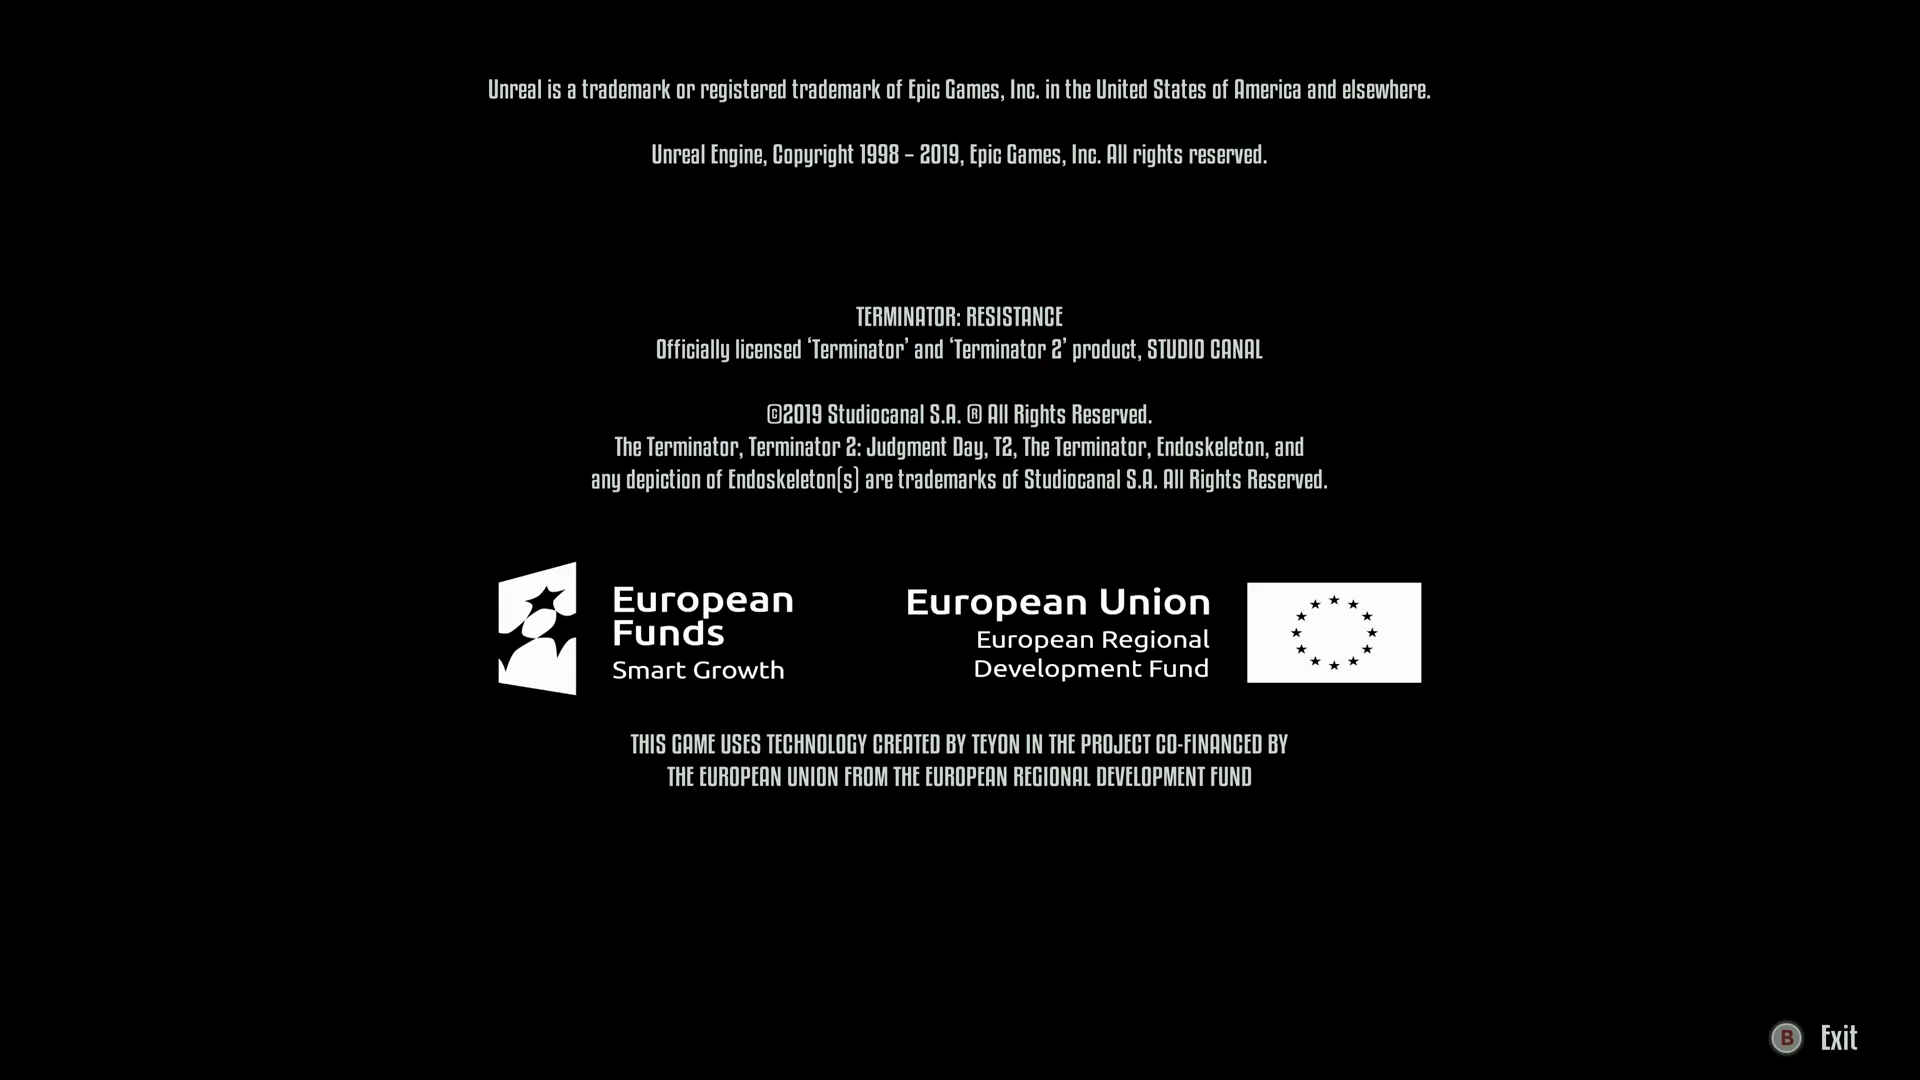 Unreal is a trademark or registered trademark of Epic Games, Inc. in the United States of America and elsewhere.
Unreal Engine, Copyright 1998 – 2019, Epic Games, Inc. All rights reserved.
TERMINATOR: RESISTANCE
Officially licensed ‘Terminator’ and ‘Terminator 2’ product, STUDIO CANAL
©2019 Studiocanal S.A. ® All Rights Reserved.
The Terminator, Terminator 2: Judgment Day, T2, The Terminator, Endoskeleton, and
any depiction of Endoskeleton(s) are trademarks of Studiocanal S.A. All Rights Reserved.
European
Funds
Smart Growth
European Union
European Regional
Development Fund
THIS GAME USES TECHNOLOGY CREATED BY TEYON IN THE PROJECT CO-FINANCED BY
THE EUROPEAN UNION FROM THE EUROPEAN REGIONAL DEVELOPMENT FUND
B Exit